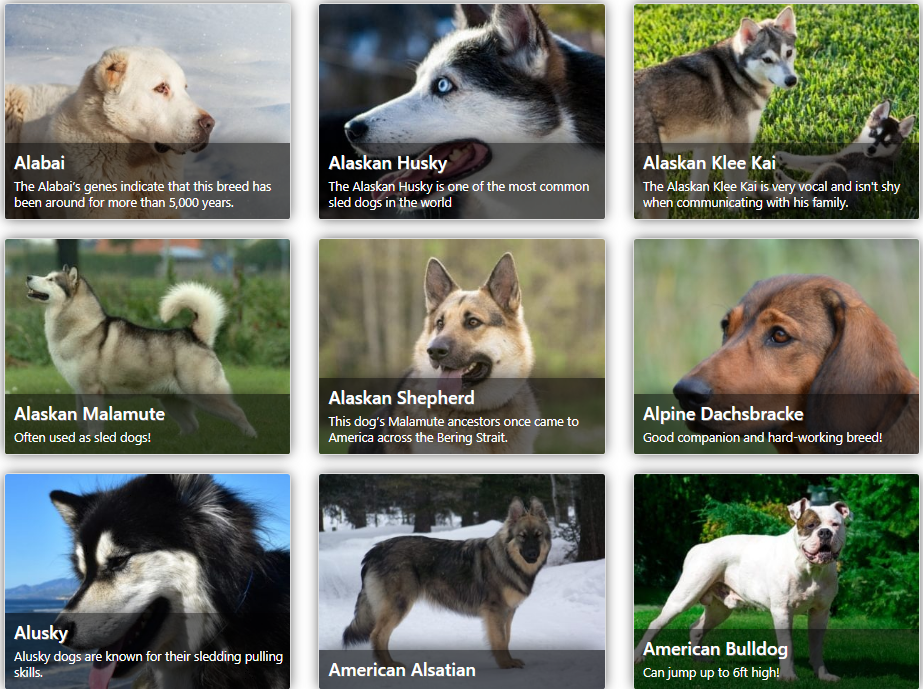 Alabai
The Alabai's genes indicate that this breed has
been around for more than 5,000 years.
Alaskan Husky
The Alaskan Husky is one of the most common
sled dogs in the world
Alaskan Klee Kai
The Alaskan Klee Kai is very vocal and isn't shy
when communicating with his family.
Alaskan Malamute
Often used as sled dogs!
Alaskan Shepherd
This dog's Malamute ancestors once came to
America across the Bering Strait.
Alpine Dachsbracke
Good companion and hard-working breed!
Alusky
Alusky dogs are known for their sledding pulling
skills.
American Alsatian
American Bulldog
Can jump up to 6ft high!